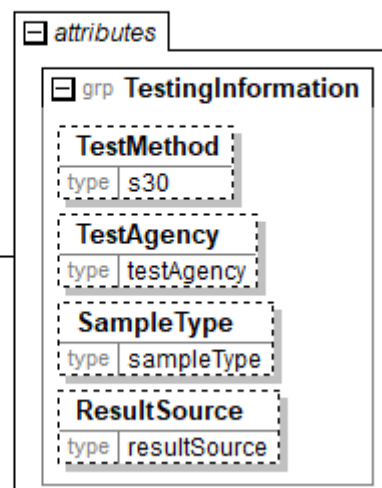 attributes
grp TestingInformation
TestMethod
type s30
TestAgency
type testAgency
SampleType
type sampleType
ResultSource
type resultSource